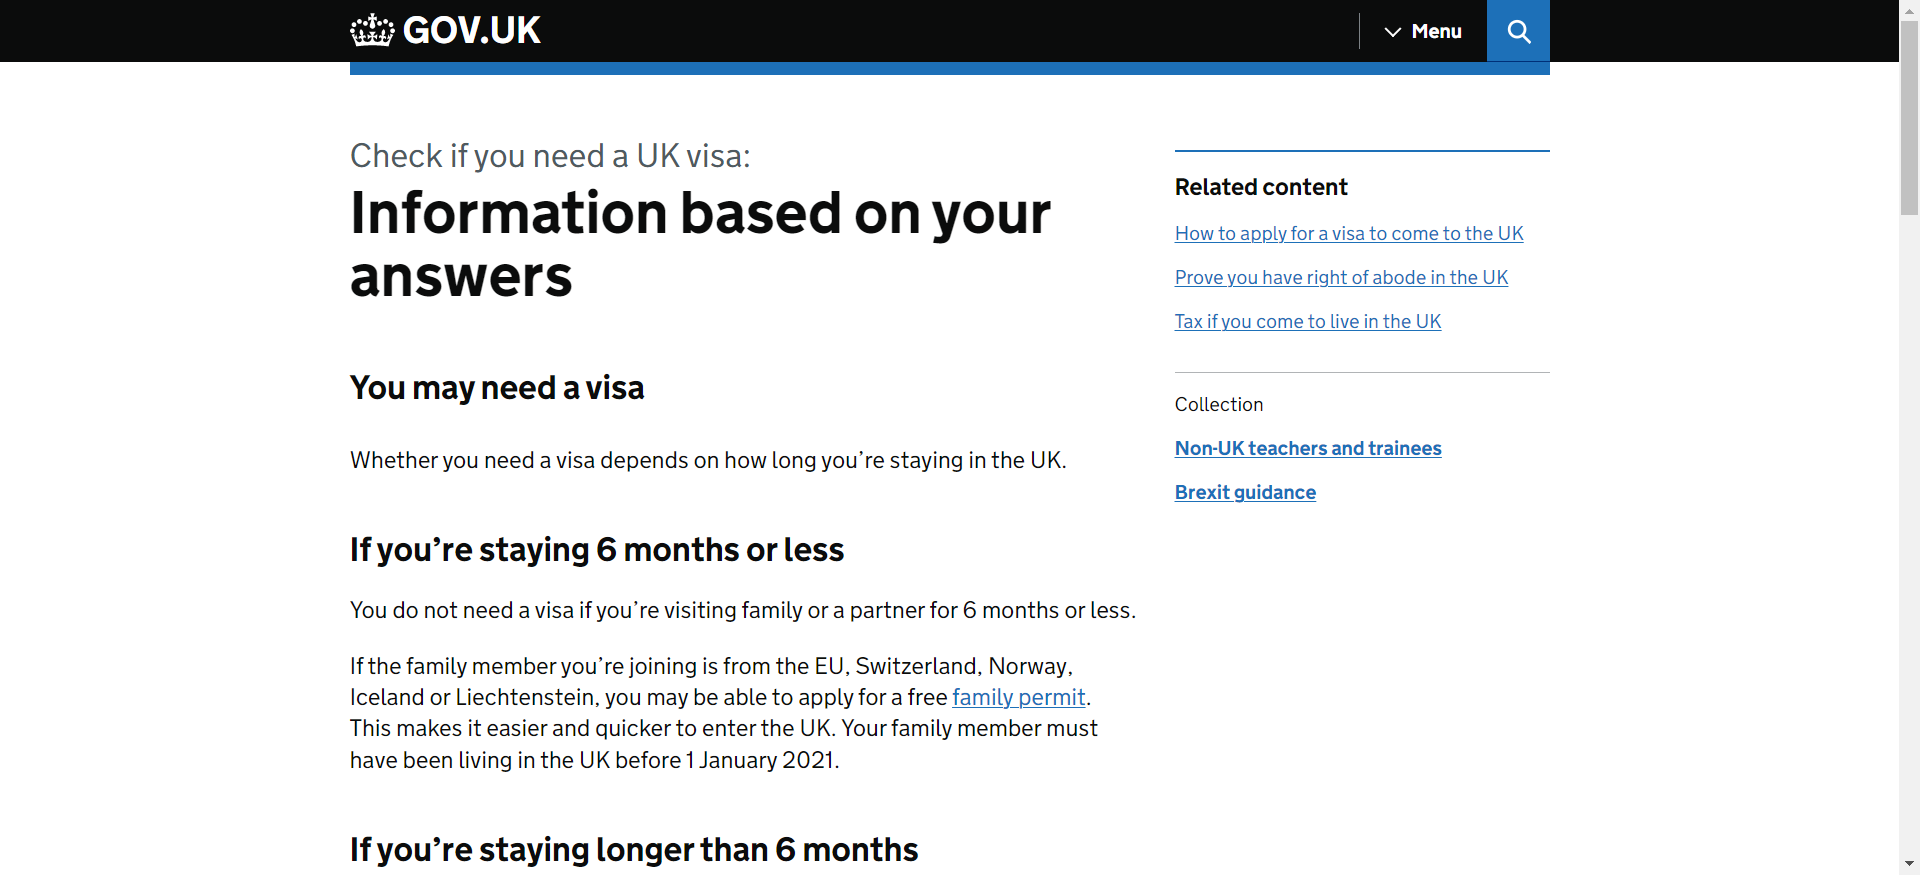 GOV.UK
Menu
Check if you need a UK visa:
Information based on your
answers
You may need a visa
Whether you need a visa depends on how long you’re staying in the UK.
If you’re staying 6 months or less
You do not need a visa if you’re visiting family or a partner for 6 months or less.
If the family member you’re joining is from the EU, Switzerland, Norway,
Iceland or Liechtenstein, you may be able to apply for a free family permit.
This makes it easier and quicker to enter the UK. Your family member must
have been living in the UK before 1 January 2021.
If you’re staying longer than 6 months
Related content
How to apply for a visa to come to the UK
Prove you have right of abode in the UK
Tax if you come to live in the UK
Collection
Non-UK teachers and trainees
Brexit guidance